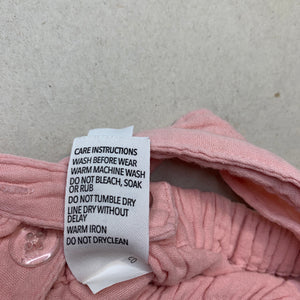 CARE INSTRUCTIONS
WASH BEFORE WEAR
WARM MACHINE WASH
DO NOT BLEACH, SOAK
OR RUB
DO NOT TUMBLE DRY
LINE DRY WITHOUT
DELAY
WARM IRON
DO NOT DRYCLEAN